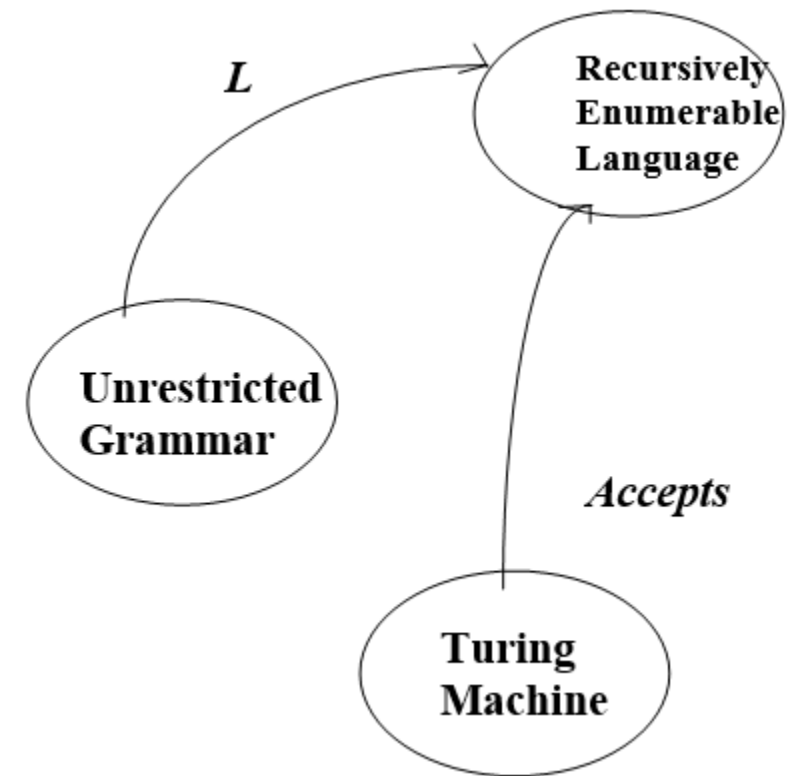 L
Recursively
Enumerable
Language
Unrestricted
Grammar
Accepts
Turing
Machine